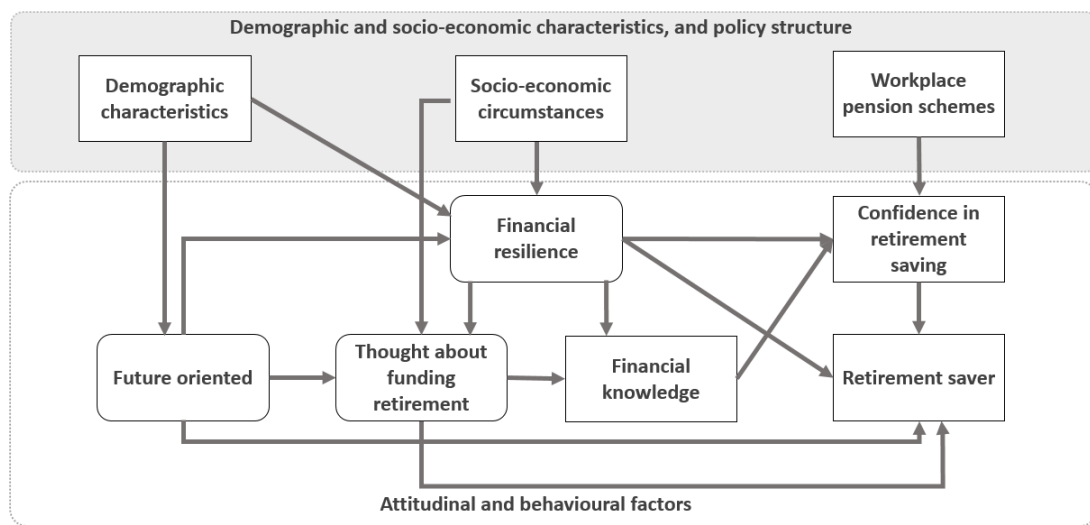 Demographic and socio-economic characteristics, and policy structure
Demographic
characteristics
Socio-economic
circumstances
Workplace
pension schemes
Financial
resilience
Confidence in
retirement
saving
Future oriented
Thought about
funding
retirement
Financial
knowledge
Retirement saver
Attitudinal and behavioural factors